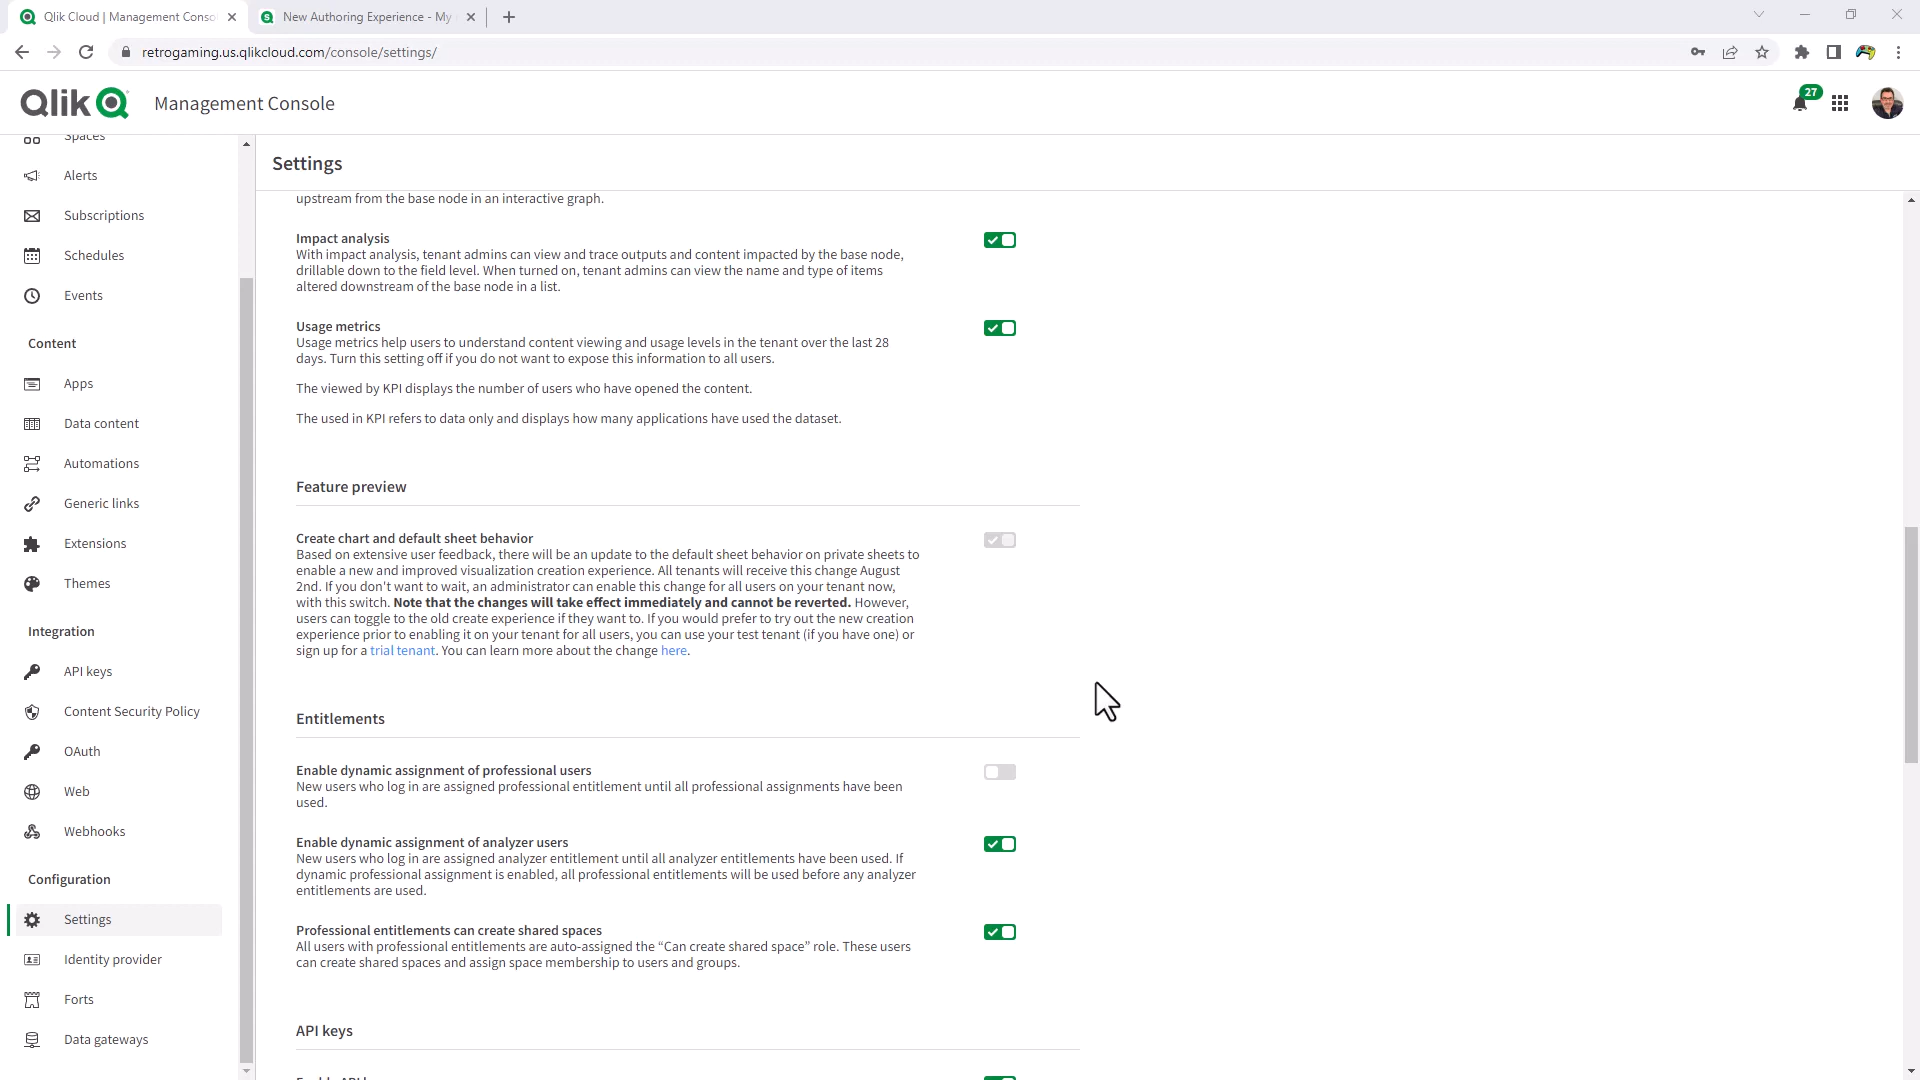 Qlik Cloud | Management Conso
New Authoring Experience - My
retrogaming.us.qlikcloud.com/console/settings/
Qlik
Management Console
27
Spaces
Alerts
Subscriptions
Schedules
Events
Content
Apps
Data content
Automations
Generic links
Extensions
Themes
Integration
API keys
Content Security Policy
OAuth
Web
Webhooks
Configuration
Settings
Identity provider
Forts
Data gateways
Settings
upstream from the base node in an interactive graph.
Impact analysis
With impact analysis, tenant admins can view and trace outputs and content impacted by the base node,
drillable down to the field level. When turned on, tenant admins can view the name and type of items
altered downstream of the base node in a list.
Usage metrics
Usage metrics help users to understand content viewing and usage levels in the tenant over the last 28
days. Turn this setting off if you do not want to expose this information to all users.
The viewed by KPI displays the number of users who have opened the content.
The used in KPI refers to data only and displays how many applications have used the dataset.
Feature preview
Create chart and default sheet behavior
Based on extensive user feedback, there will be an update to the default sheet behavior on private sheets to
enable a new and improved visualization creation experience. All tenants will receive this change August
2nd. If you don't want to wait, an administrator can enable this change for all users on your tenant now,
with this switch. Note that the changes will take effect immediately and cannot be reverted. However,
users can toggle to the old create experience if they want to. If you would prefer to try out the new creation
experience prior to enabling it on your tenant for all users, you can use your test tenant (if you have one) or
sign up for a trial tenant. You can learn more about the change here.
Entitlements
Enable dynamic assignment of professional users
New users who log in are assigned professional entitlement until all professional assignments have been
used.
Enable dynamic assignment of analyzer users
New users who log in are assigned analyzer entitlement until all analyzer entitlements have been used. If
dynamic professional assignment is enabled, all professional entitlements will be used before any analyzer
entitlements are used.
Professional entitlements can create shared spaces
All users with professional entitlements are auto-assigned the “Can create shared space” role. These users
can create shared spaces and assign space membership to users and groups.
API keys